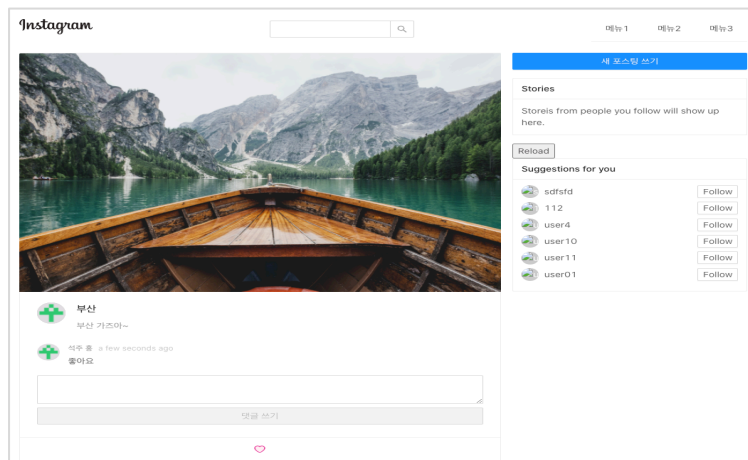 Instagram
메뉴1 메뉴2 메뉴3
새 포스팅 쓰기
Stories
Storeis from people you follow will show up
here.
Reload
Suggestions for you
sdfsfd Follow
112 Follow
user4 Follow
user10 Follow
user11 Follow
user01 Follow
부산
부산 가즈아~
석주 홍 a few seconds ago
좋아요
댓글 쓰기